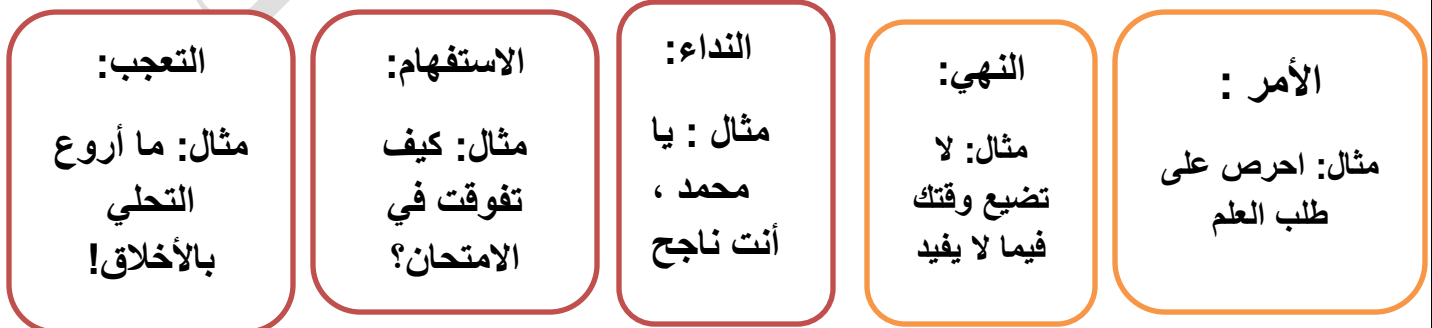 الأمر :
مثال: احرص على
طلب العلم
النهي:
مثال: لا
تضيع وقتك
فيما لا يفيد
النداء:
مثال : يا
محمد ،
أنت ناجح
الاستفهام:
مثال: كيف
تفوقت في
الامتحان؟
التعجب:
مثال: ما أروع
التحلي
بالأخلاق!